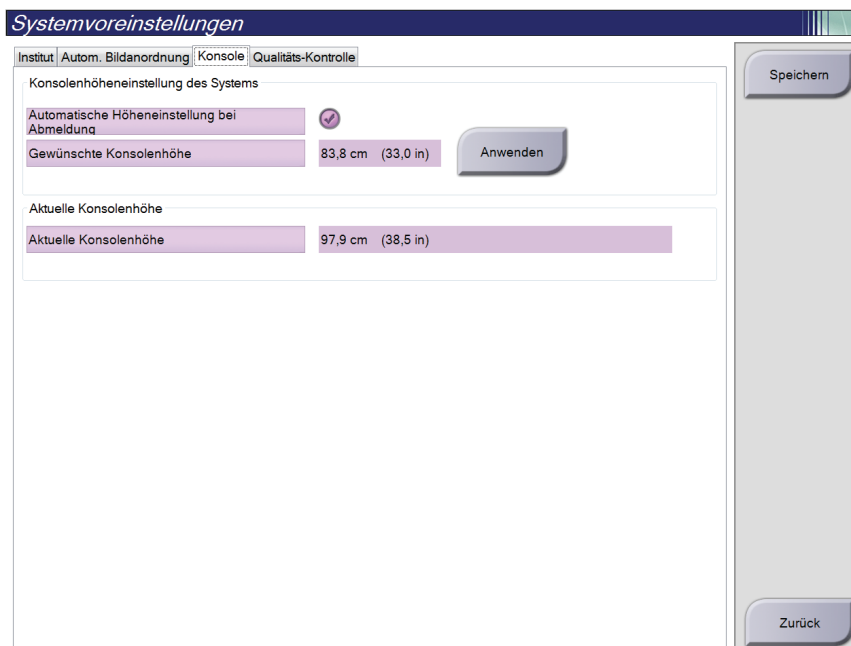 Systemvoreinstellungen
Institut Autom. Bildanordnung Konsole Qualitäts-Kontrolle
Speichern
Konsolenhöheneinstellung des Systems
Automatische Höheneinstellung bei
Abmeldung
Gewünschte Konsolenhöhe 83,8 cm (33,0 in) Anwenden
Aktuelle Konsolenhöhe
Aktuelle Konsolenhöhe 97,9 cm (38,5 in)
Zurück